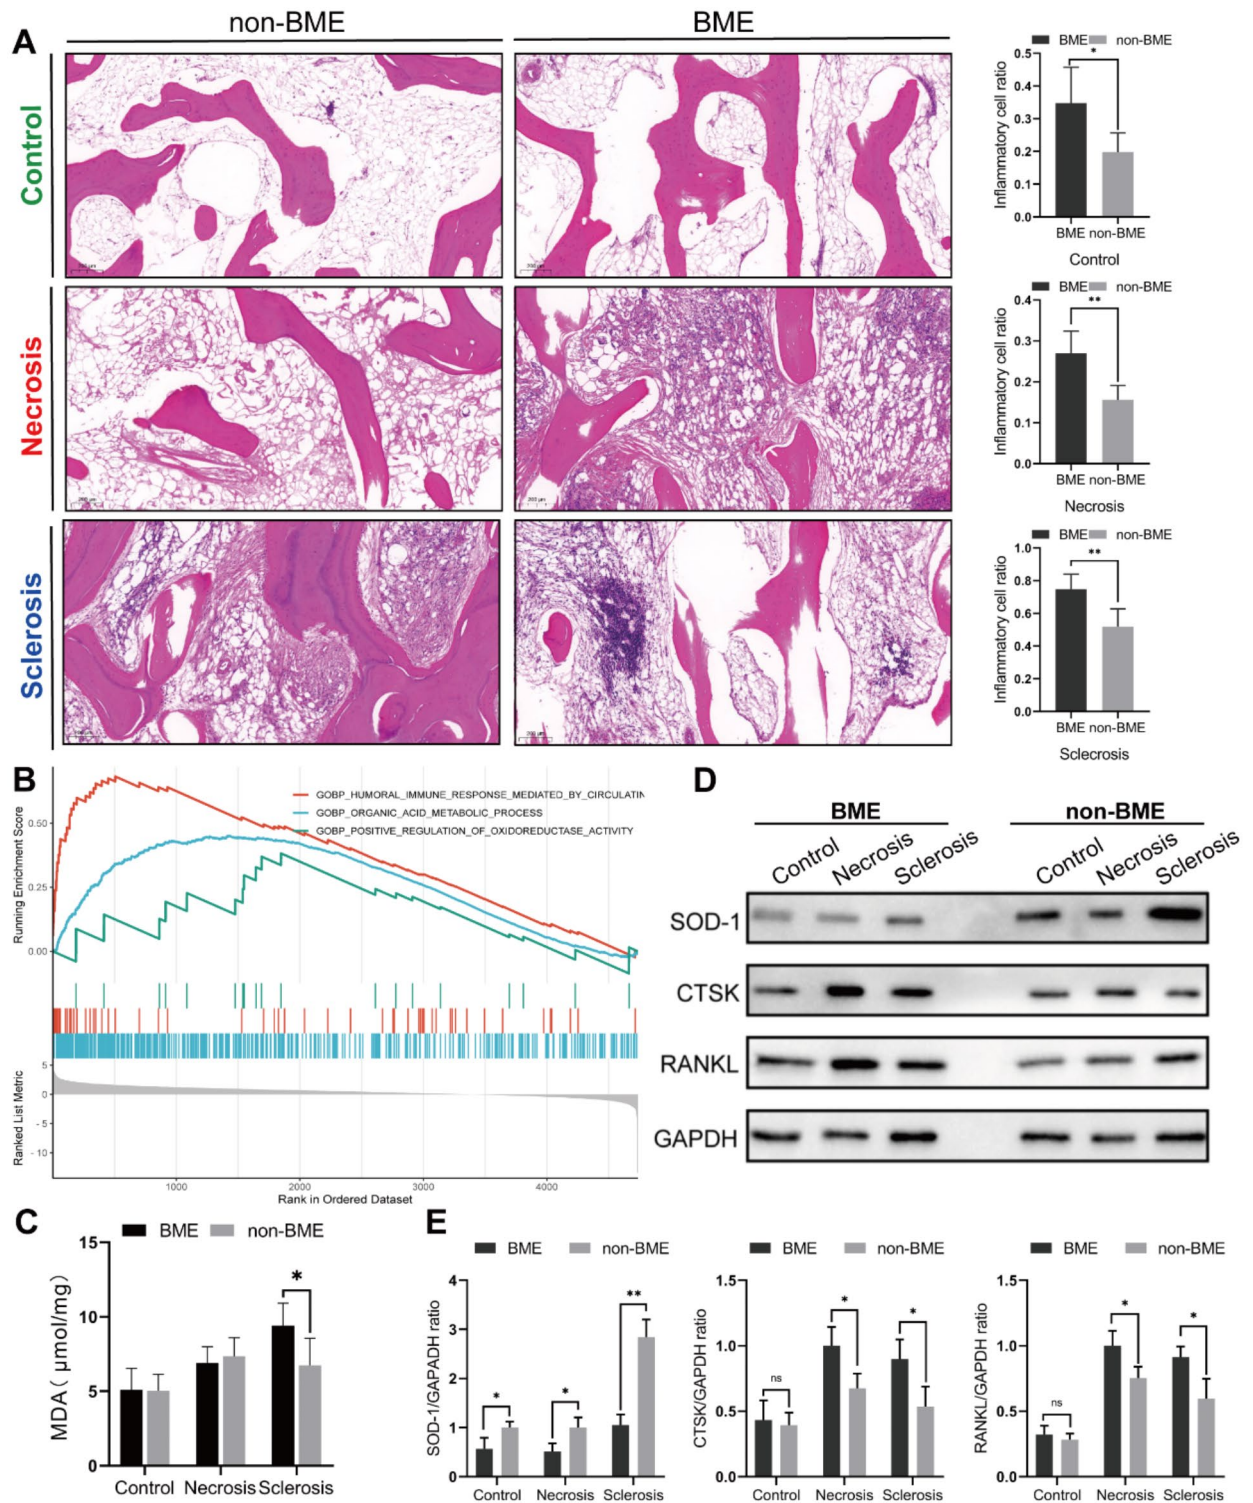 non-BME
BME
A
Control
Necrosis
Sclerosis
BME non-BME
*
Inflammatory cell ratio
0.5
0.4
0.3
0.2
0.1
0.0
BME non-BME
Control
BME non-BME
**
Inflammatory cell ratio
0.4
0.3
0.2
0.1
0.0
BME non-BME
Necrosis
BME non-BME
**
Inflammatory cell ratio
1.0
0.8
0.6
0.4
0.2
0.0
BME non-BME
Sclecrosis
B
GOBP_HUMORAL_IMMUNE_RESPONSE_MEDIATED_BY_CIRCULATIN
GOBP_ORGANIC_ACID_METABOLIC_PROCESS
GOBP_POSITIVE_REGULATION_OF_OXIDOREDUCTASE_ACTIVITY
Running Enrichment Score
0.50
0.25
0.00
Ranked List Metric
5
0
- 5
- 10
1000 2000 3000 4000
Rank in Ordered Dataset
D
BME non-BME
Control Necrosis Sclerosis Control Necrosis Sclerosis
SOD-1
CTSK
RANKL
GAPDH
C
BME non-BME
MDA ( μmol/mg)
15
10
5
0
*
Control Necrosis Sclerosis
E
BME non-BME
SOD-1/GAPADH ratio
4
3
2
1
0
* * **
Control Necrosis Sclerosis
BME non-BME
CTSK/GAPDH ratio
1.5
1.0
0.5
0.0
ns * *
Control Necrosis Sclerosis
BME non-BME
RANKL/GAPDH ratio
1.5
1.0
0.5
0.0
ns * *
Control Necrosis Sclerosis